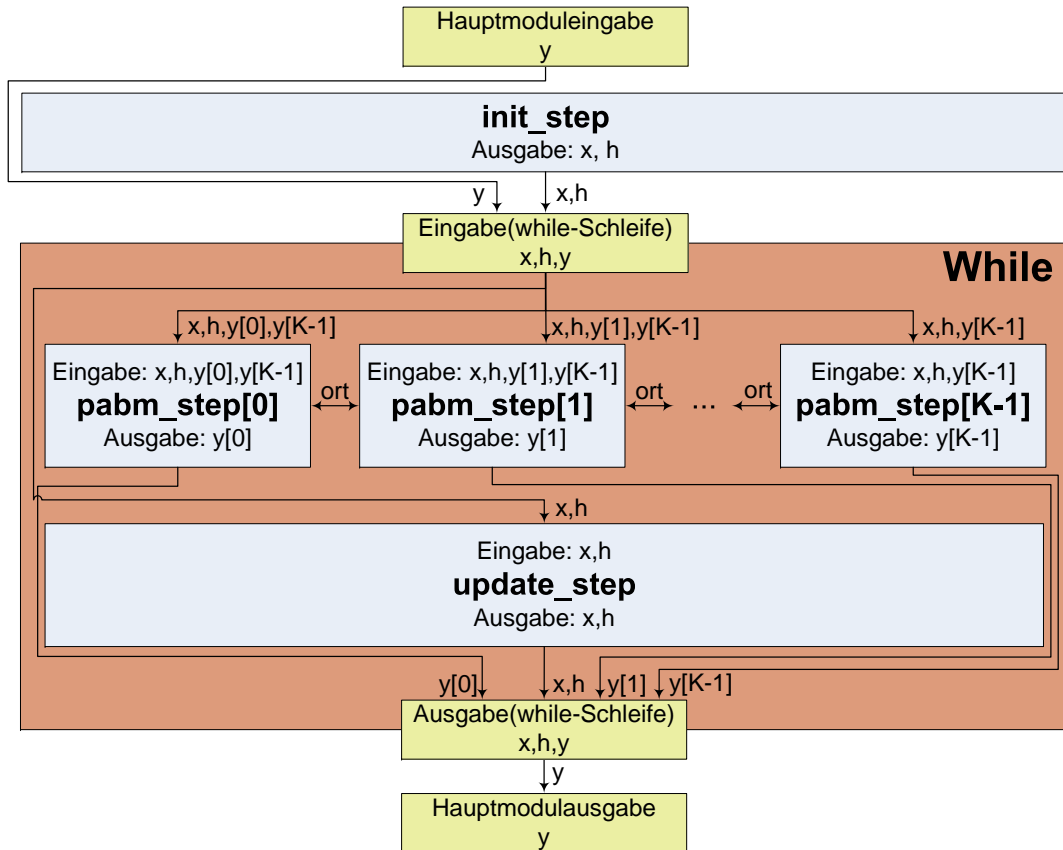 Hauptmoduleingabe
y
init_step
Ausgabe: x, h
y
x,h
Eingabe(while-Schleife)
x,h,y
While
x,h,y[0],y[K-1]
x,h,y[1],y[K-1]
x,h,y[K-1]
Eingabe: x,h,y[0],y[K-1]
pabm_step[0]
Ausgabe: y[0]
ort
Eingabe: x,h,y[1],y[K-1]
pabm_step[1]
Ausgabe: y[1]
ort
...
ort
Eingabe: x,h,y[K-1]
pabm_step[K-1]
Ausgabe: y[K-1]
x,h
Eingabe: x,h
update_step
Ausgabe: x,h
y[0]
x,h
y[1]
y[K-1]
Ausgabe(while-Schleife)
x,h,y
y
Hauptmodulausgabe
y